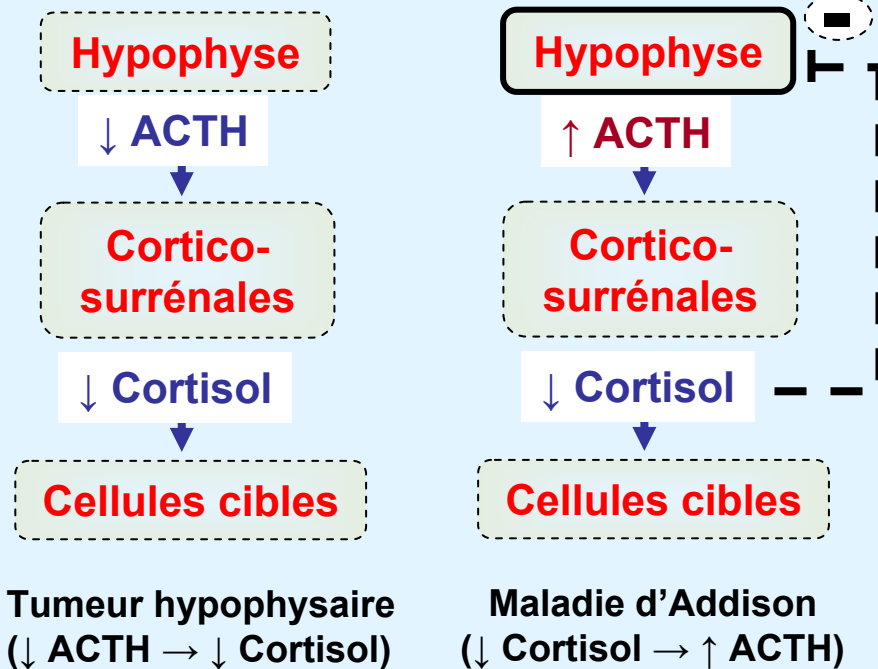 Hypophyse
↓ ACTH
Cortico-
surrénales
↓ Cortisol
Cellules cibles
Tumeur hypophysaire
(↓ ACTH → ↓ Cortisol)
Hypophyse
-
↑ ACTH
Cortico-
surrénales
↓ Cortisol
Cellules cibles
Maladie d’Addison
(↓ Cortisol → ↑ ACTH)